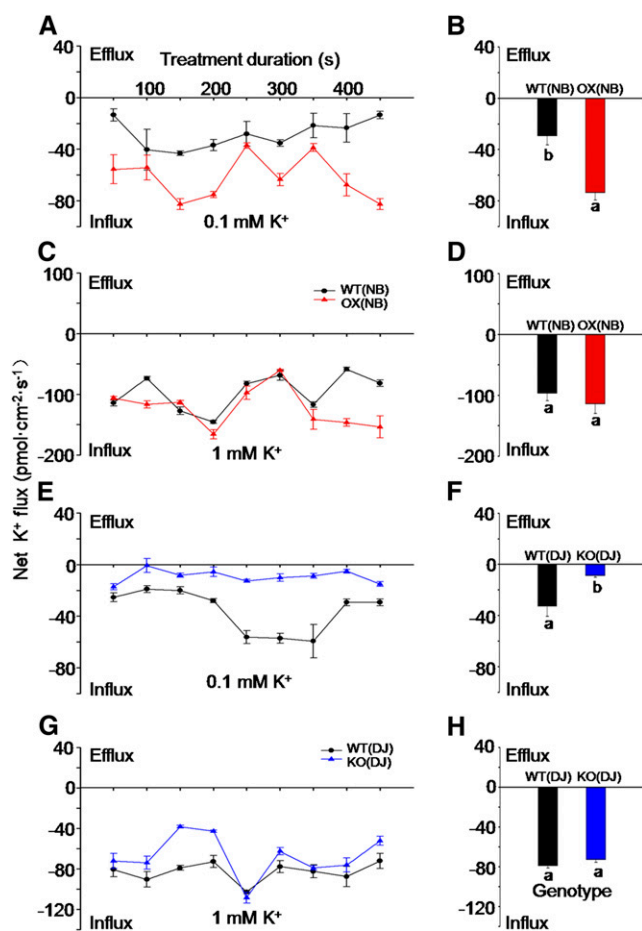 A
Efflux
Treatment duration (s)
100 200 300 400
40
0
-40
-80
Influx
0.1 mM K⁺
B
40
Efflux
0
WT(NB) OX(NB)
-40
-80
b
a
Influx
C
100
Efflux
0
-100
-200
WT(NB)
OX(NB)
Influx
1 mM K⁺
D
100
Efflux
0
WT(NB) OX(NB)
-100
-200
a
a
Influx
Net K⁺ flux (pmol·cm⁻²·s⁻¹)
E
40
Efflux
0
-40
-80
Influx
0.1 mM K⁺
F
40
Efflux
0
WT(DJ) KO(DJ)
-40
-80
a
b
Influx
G
40
Efflux
0
-40
-80
-120
WT(DJ)
KO(DJ)
Influx
1 mM K⁺
H
40
Efflux
0
WT(DJ) KO(DJ)
-40
-80
-120
a
a
Genotype
Influx